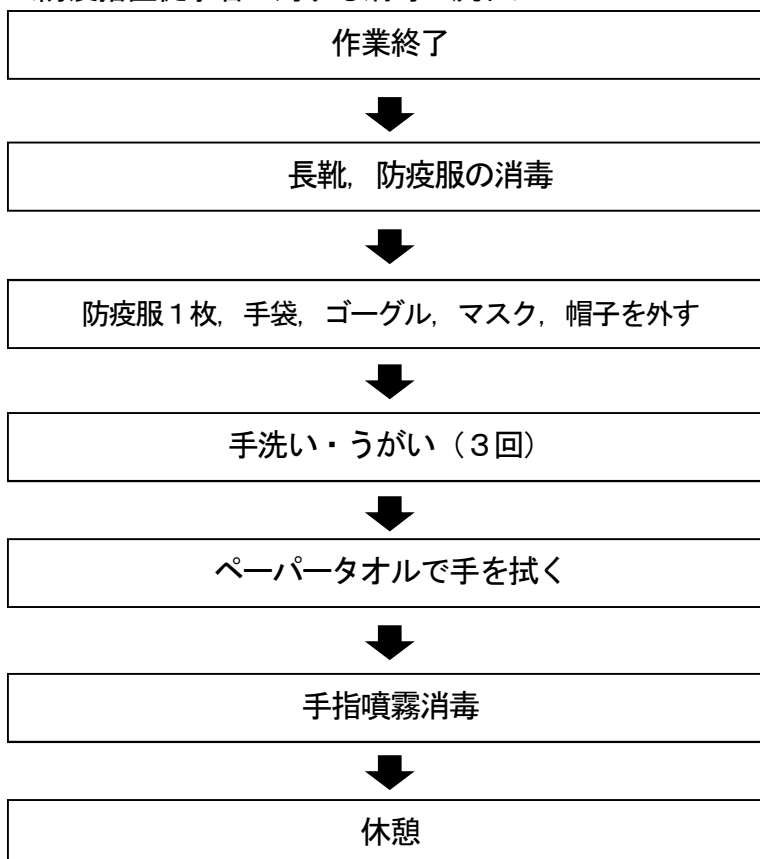 作業終了
長靴，防疫服の消毒
防疫服１枚，手袋，ゴーグル，マスク，帽子を外す
手洗い・うがい（３回）
ペーパータオルで手を拭く
手指噴霧消毒
休憩